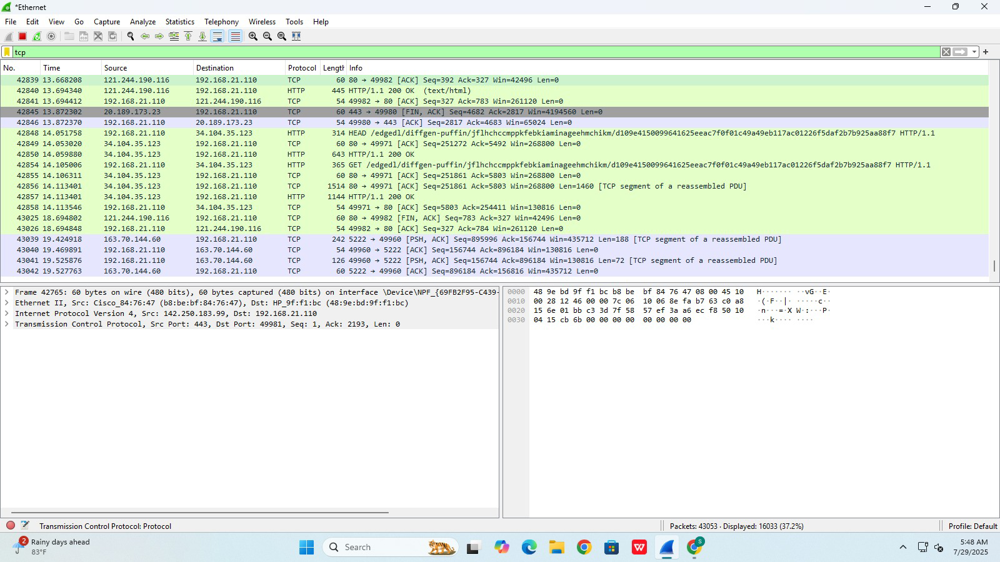 *Ethernet
File Edit View Go Capture Analyze Statistics Telephony Wireless Tools Help
tcp
No. Time Source Destination Protocol Length Info
42839 13.668208 121.244.190.116 192.168.21.110 TCP 60 80 → 49982 [ACK] Seq=392 Ack=327 Win=42496 Len=0
42840 13.694340 121.244.190.116 192.168.21.110 HTTP 445 HTTP/1.1 200 OK (text/html)
42841 13.694412 192.168.21.110 121.244.190.116 TCP 54 49982 → 80 [ACK] Seq=327 Ack=783 Win=261120 Len=0
42845 13.872302 20.189.173.23 192.168.21.110 TCP 60 443 → 49980 [FIN, ACK] Seq=4682 Ack=2817 Win=4194560 Len=0
42846 13.872370 192.168.21.110 20.189.173.23 TCP 54 49980 → 443 [ACK] Seq=2817 Ack=4683 Win=65024 Len=0
42848 14.051758 192.168.21.110 34.104.35.123 HTTP 314 HEAD /edgedl/diffgen-puffin/jflhchccmppkfebkiaminageehmchikm/d109e4150099641625eeac7f0f01c49a49eb117ac01226f5daf2b7b925aa88f7 HTTP/1.1
42849 14.053020 34.104.35.123 192.168.21.110 TCP 60 80 → 49971 [ACK] Seq=251272 Ack=5492 Win=268800 Len=0
42850 14.059880 34.104.35.123 192.168.21.110 HTTP 643 HTTP/1.1 200 OK
42854 14.105006 192.168.21.110 34.104.35.123 HTTP 365 GET /edgedl/diffgen-puffin/jflhchccmppkfebkiaminageehmchikm/d109e4150099641625eeac7f0f01c49a49eb117ac01226f5daf2b7b925aa88f7 HTTP/1.1
42855 14.106311 34.104.35.123 192.168.21.110 TCP 60 80 → 49971 [ACK] Seq=251861 Ack=5803 Win=268800 Len=0
42856 14.113401 34.104.35.123 192.168.21.110 TCP 1514 80 → 49971 [ACK] Seq=251861 Ack=5803 Win=268800 Len=1460 [TCP segment of a reassembled PDU]
42857 14.113401 34.104.35.123 192.168.21.110 HTTP 1144 HTTP/1.1 200 OK
42858 14.113546 192.168.21.110 34.104.35.123 TCP 54 49971 → 80 [ACK] Seq=5803 Ack=254411 Win=130816 Len=0
43025 18.694802 121.244.190.116 192.168.21.110 TCP 60 80 → 49982 [FIN, ACK] Seq=783 Ack=327 Win=42496 Len=0
43026 18.694848 192.168.21.110 121.244.190.116 TCP 54 49982 → 80 [ACK] Seq=327 Ack=784 Win=261120 Len=0
43039 19.424918 163.70.144.60 192.168.21.110 TCP 242 5222 → 49960 [PSH, ACK] Seq=895996 Ack=156744 Win=435712 Len=188 [TCP segment of a reassembled PDU]
43040 19.469891 192.168.21.110 163.70.144.60 TCP 54 49960 → 5222 [ACK] Seq=156744 Ack=896184 Win=130816 Len=0
43041 19.525876 192.168.21.110 163.70.144.60 TCP 126 49960 → 5222 [PSH, ACK] Seq=156744 Ack=896184 Win=130816 Len=72 [TCP segment of a reassembled PDU]
43042 19.527763 163.70.144.60 192.168.21.110 TCP 60 5222 → 49960 [ACK] Seq=896184 Ack=156816 Win=435712 Len=0
Frame 42765: 60 bytes on wire (480 bits), 60 bytes captured (480 bits) on interface \Device\NPF_{69FB2F95-C439-
Ethernet II, Src: Cisco_84:76:47 (b8:be:bf:84:76:47), Dst: HP_9f:f1:bc (48:9e:bd:9f:f1:bc)
Internet Protocol Version 4, Src: 142.250.183.99, Dst: 192.168.21.110
Transmission Control Protocol, Src Port: 443, Dst Port: 49981, Seq: 1, Ack: 2193, Len: 0
0000 48 9e bd 9f f1 bc b8 be bf 84 76 47 08 00 45 10 H······· ··vG··E·
0010 00 28 12 46 00 00 7c 06 10 06 8e fa b7 63 c0 a8 ·(·F··|· ·····c··
0020 15 6e 01 bb c3 3d 7f 58 57 ef 3a a6 ec f8 50 10 ·n···=·X W·:···P·
0030 04 15 cb 6b 00 00 00 00 00 00 00 00 ···k···· ····
Transmission Control Protocol: Protocol
Packets: 43053 · Displayed: 16033 (37.2%)
Profile: Default
2
Rainy days ahead
83°F
Search
W
S
5:48 AM
7/29/2025